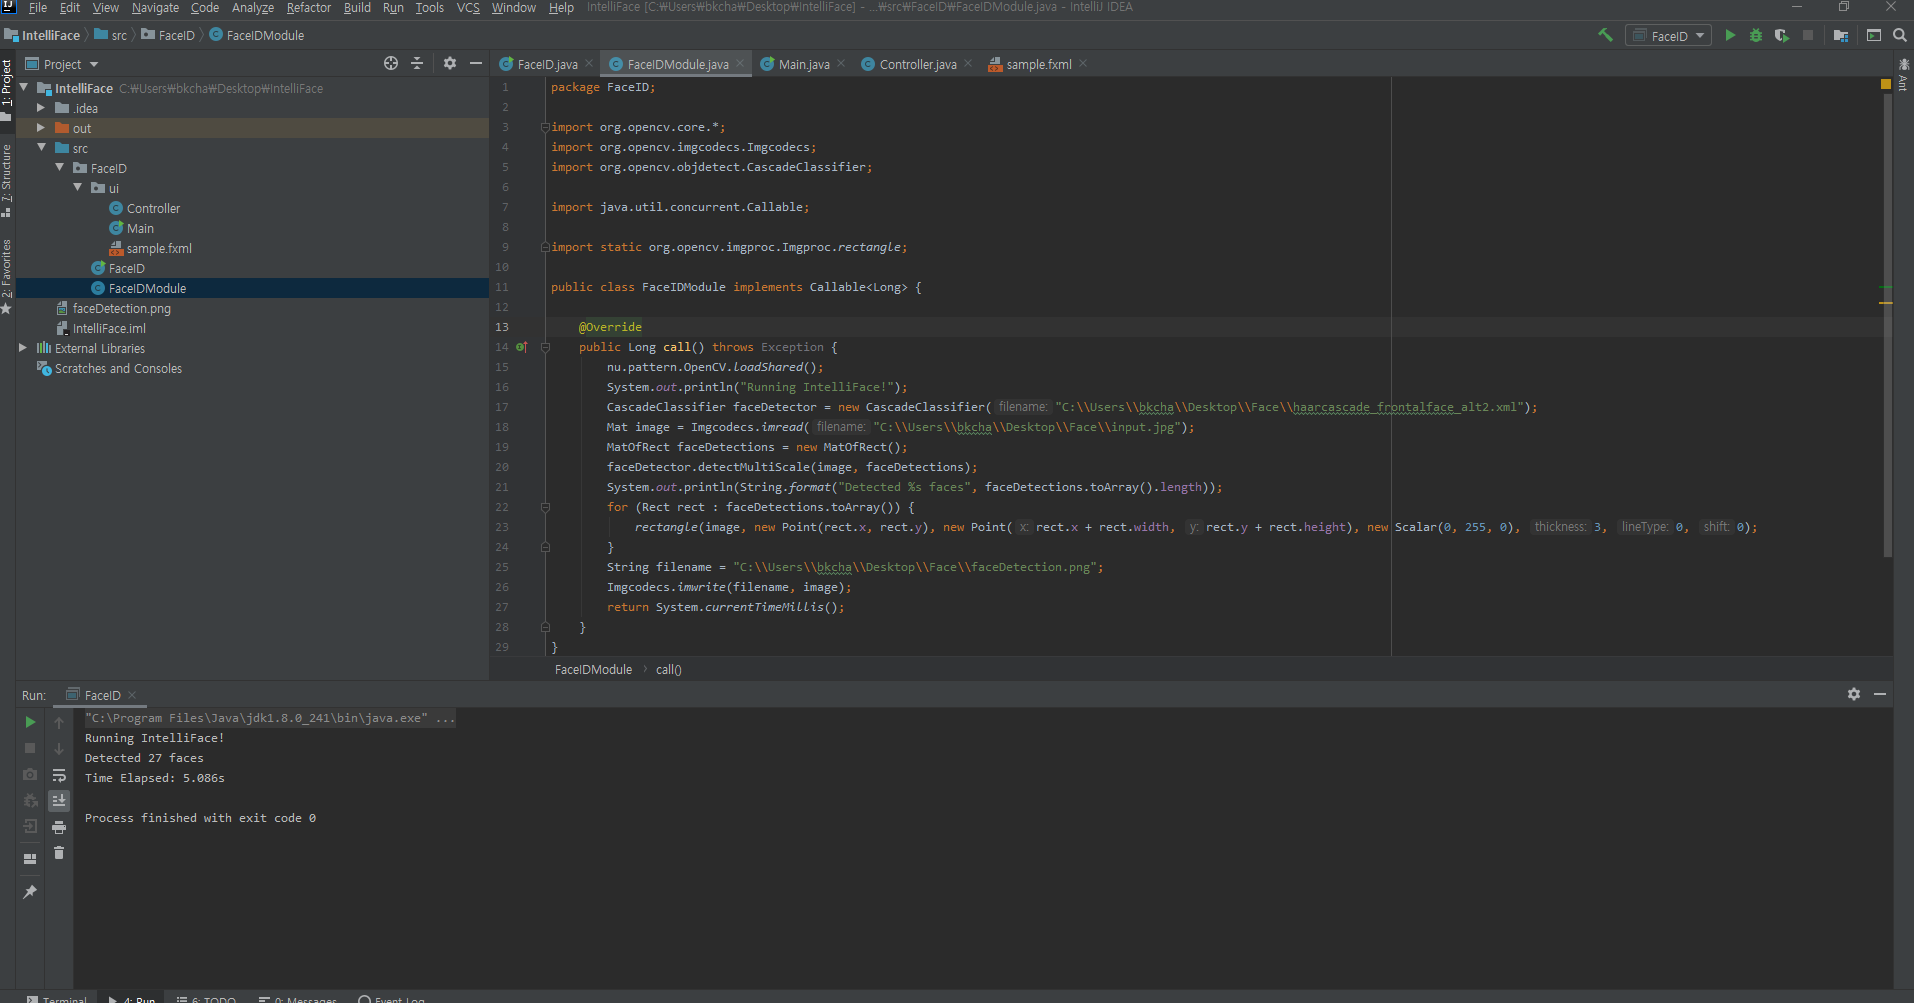 File Edit View Navigate Code Analyze Refactor Build Run Tools VCS Window Help IntelliFace [C:₩Users₩bkcha₩Desktop₩IntelliFace] - ...₩src₩FaceID₩FaceIDModule.java - IntelliJ IDEA
IntelliFace src FaceID FaceIDModule FaceID
Project
FaceID.java FaceIDModule.java Main.java Controller.java sample.fxml
1: Project
7: Structure
2: Favorites
Ant
IntelliFace C:₩Users₩bkcha₩Desktop₩IntelliFace
.idea
out
src
FaceID
ui
Controller
Main
sample.fxml
FaceID
FaceIDModule
faceDetection.png
IntelliFace.iml
External Libraries
Scratches and Consoles
1 package FaceID;
2
3 import org.opencv.core.*;
4 import org.opencv.imgcodecs.Imgcodecs;
5 import org.opencv.objdetect.CascadeClassifier;
6
7 import java.util.concurrent.Callable;
8
9 import static org.opencv.imgproc.Imgproc.rectangle;
10
11 public class FaceIDModule implements Callable<Long> {
12
13 @Override
14 public Long call() throws Exception {
15 nu.pattern.OpenCV.loadShared();
16 System.out.println("Running IntelliFace!");
17 CascadeClassifier faceDetector = new CascadeClassifier( filename: "C:\\Users\\bkcha\\Desktop\\Face\\haarcascade_frontalface_alt2.xml");
18 Mat image = Imgcodecs.imread( filename: "C:\\Users\\bkcha\\Desktop\\Face\\input.jpg");
19 MatOfRect faceDetections = new MatOfRect();
20 faceDetector.detectMultiScale(image, faceDetections);
21 System.out.println(String.format("Detected %s faces", faceDetections.toArray().length));
22 for (Rect rect : faceDetections.toArray()) {
23 rectangle(image, new Point(rect.x, rect.y), new Point( x: rect.x + rect.width, y: rect.y + rect.height), new Scalar(0, 255, 0), thickness: 3, lineType: 0, shift: 0);
24 }
25 String filename = "C:\\Users\\bkcha\\Desktop\\Face\\faceDetection.png";
26 Imgcodecs.imwrite(filename, image);
27 return System.currentTimeMillis();
28 }
29 }
FaceIDModule call()
Run: FaceID
"C:\Program Files\Java\jdk1.8.0_241\bin\java.exe" ...
Running IntelliFace!
Detected 27 faces
Time Elapsed: 5.086s
Process finished with exit code 0
Terminal 4: Run 6: TODO 0: Messages Event Log